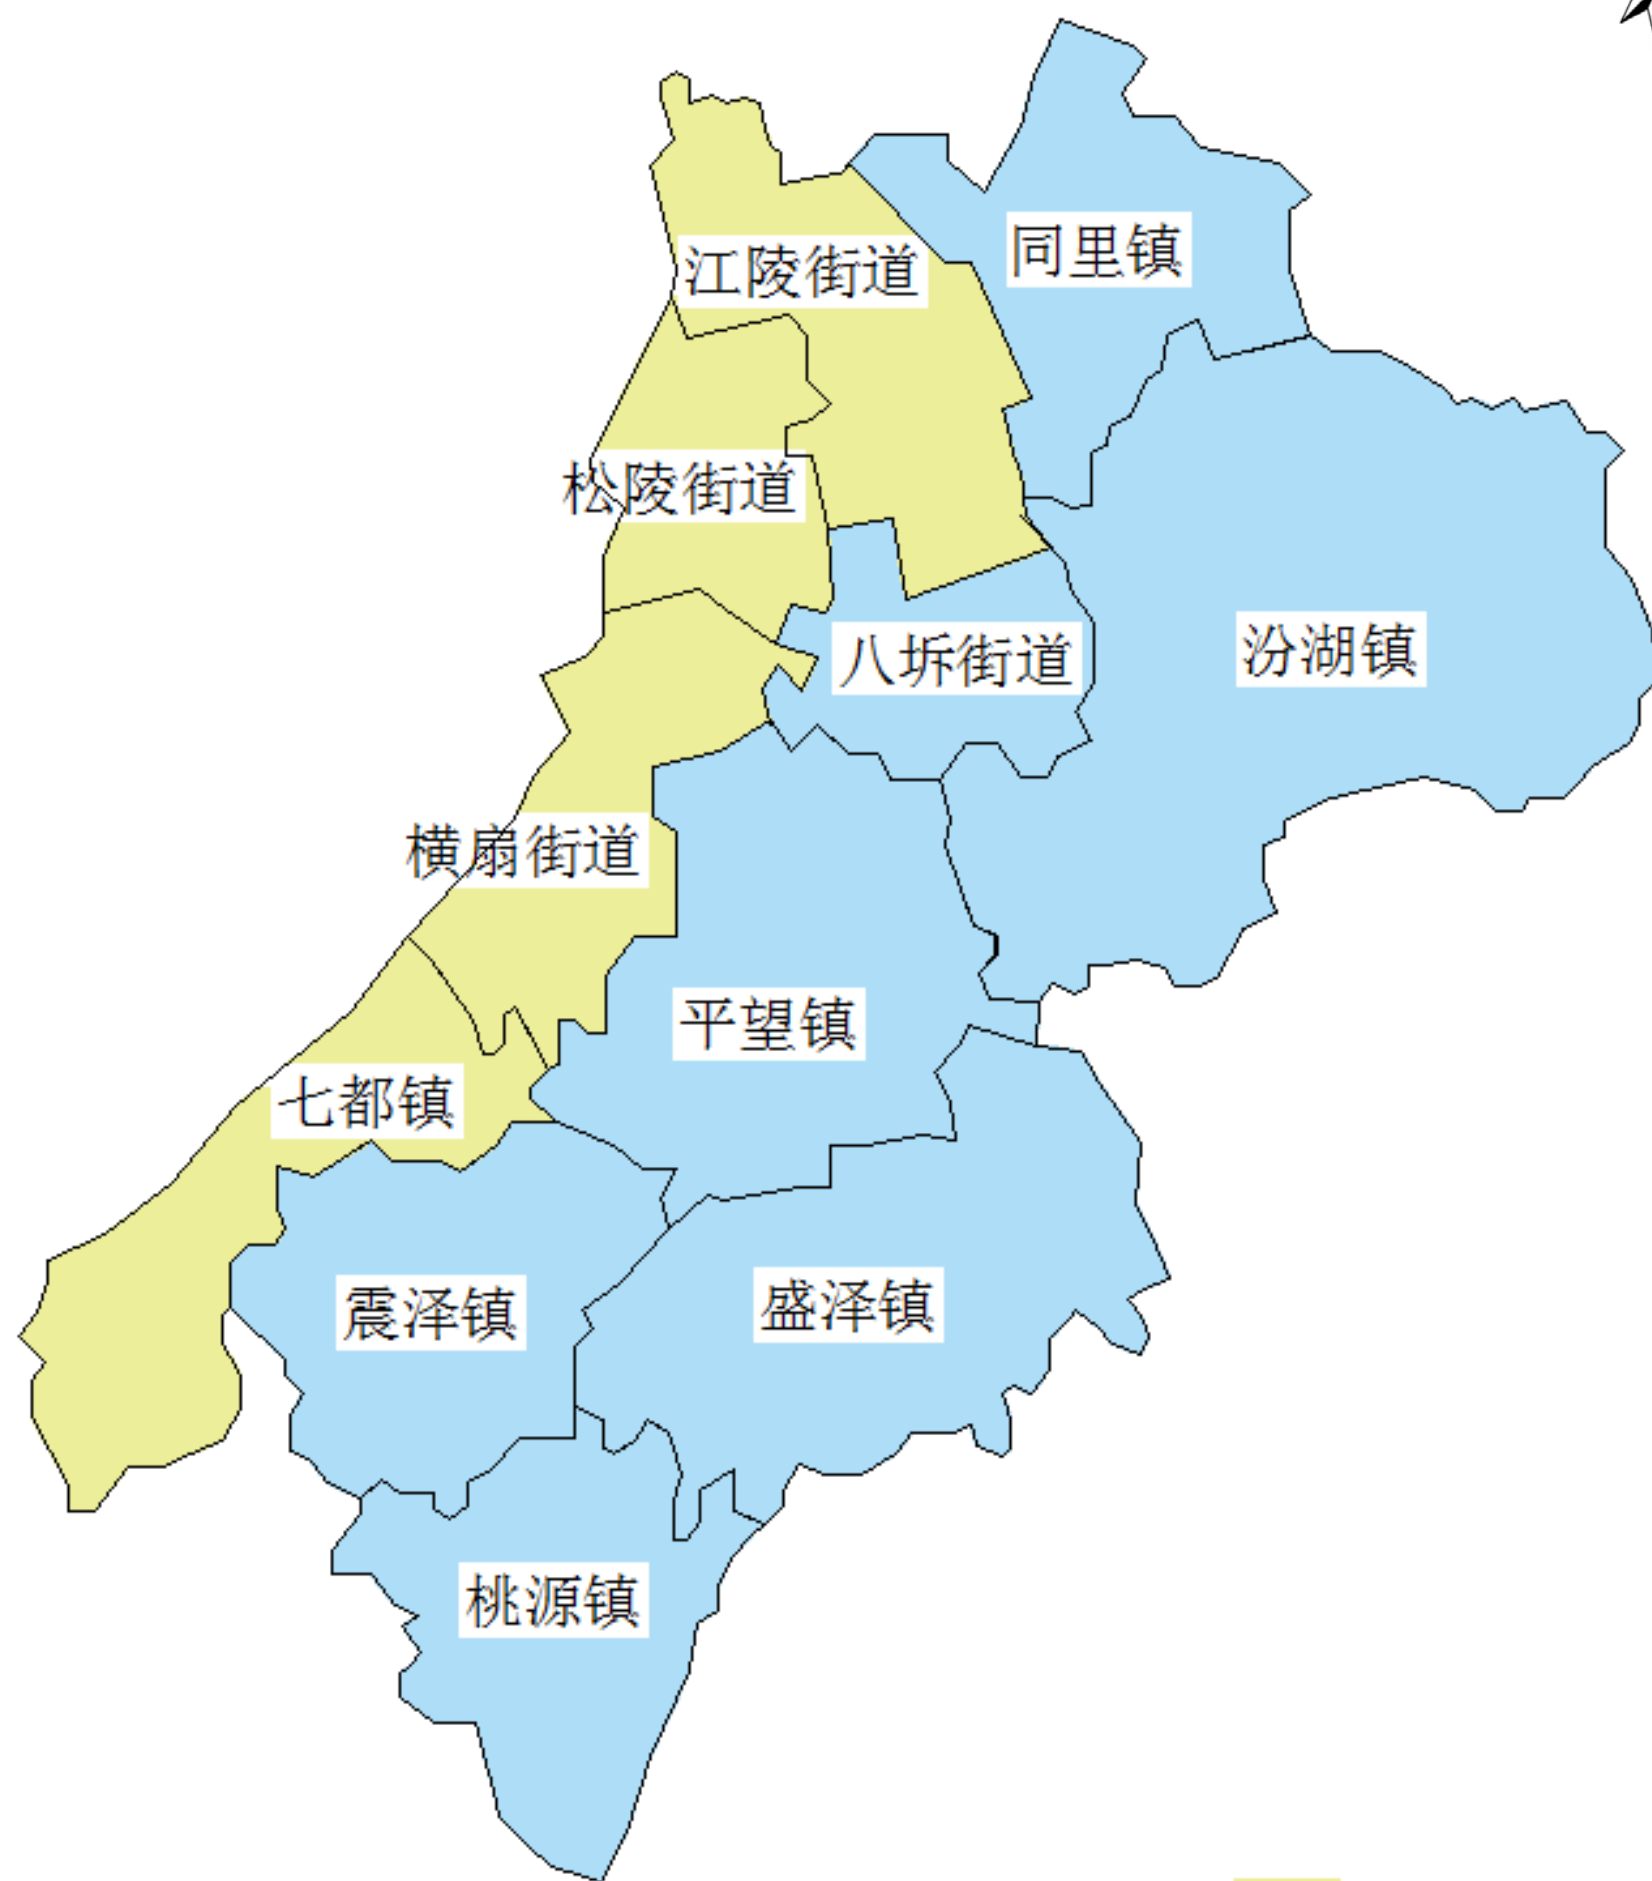 同里镇
江陵街道
松陵街道
八坼街道
汾湖镇
横扇街道
平望镇
七都镇
震泽镇
盛泽镇
桃源镇